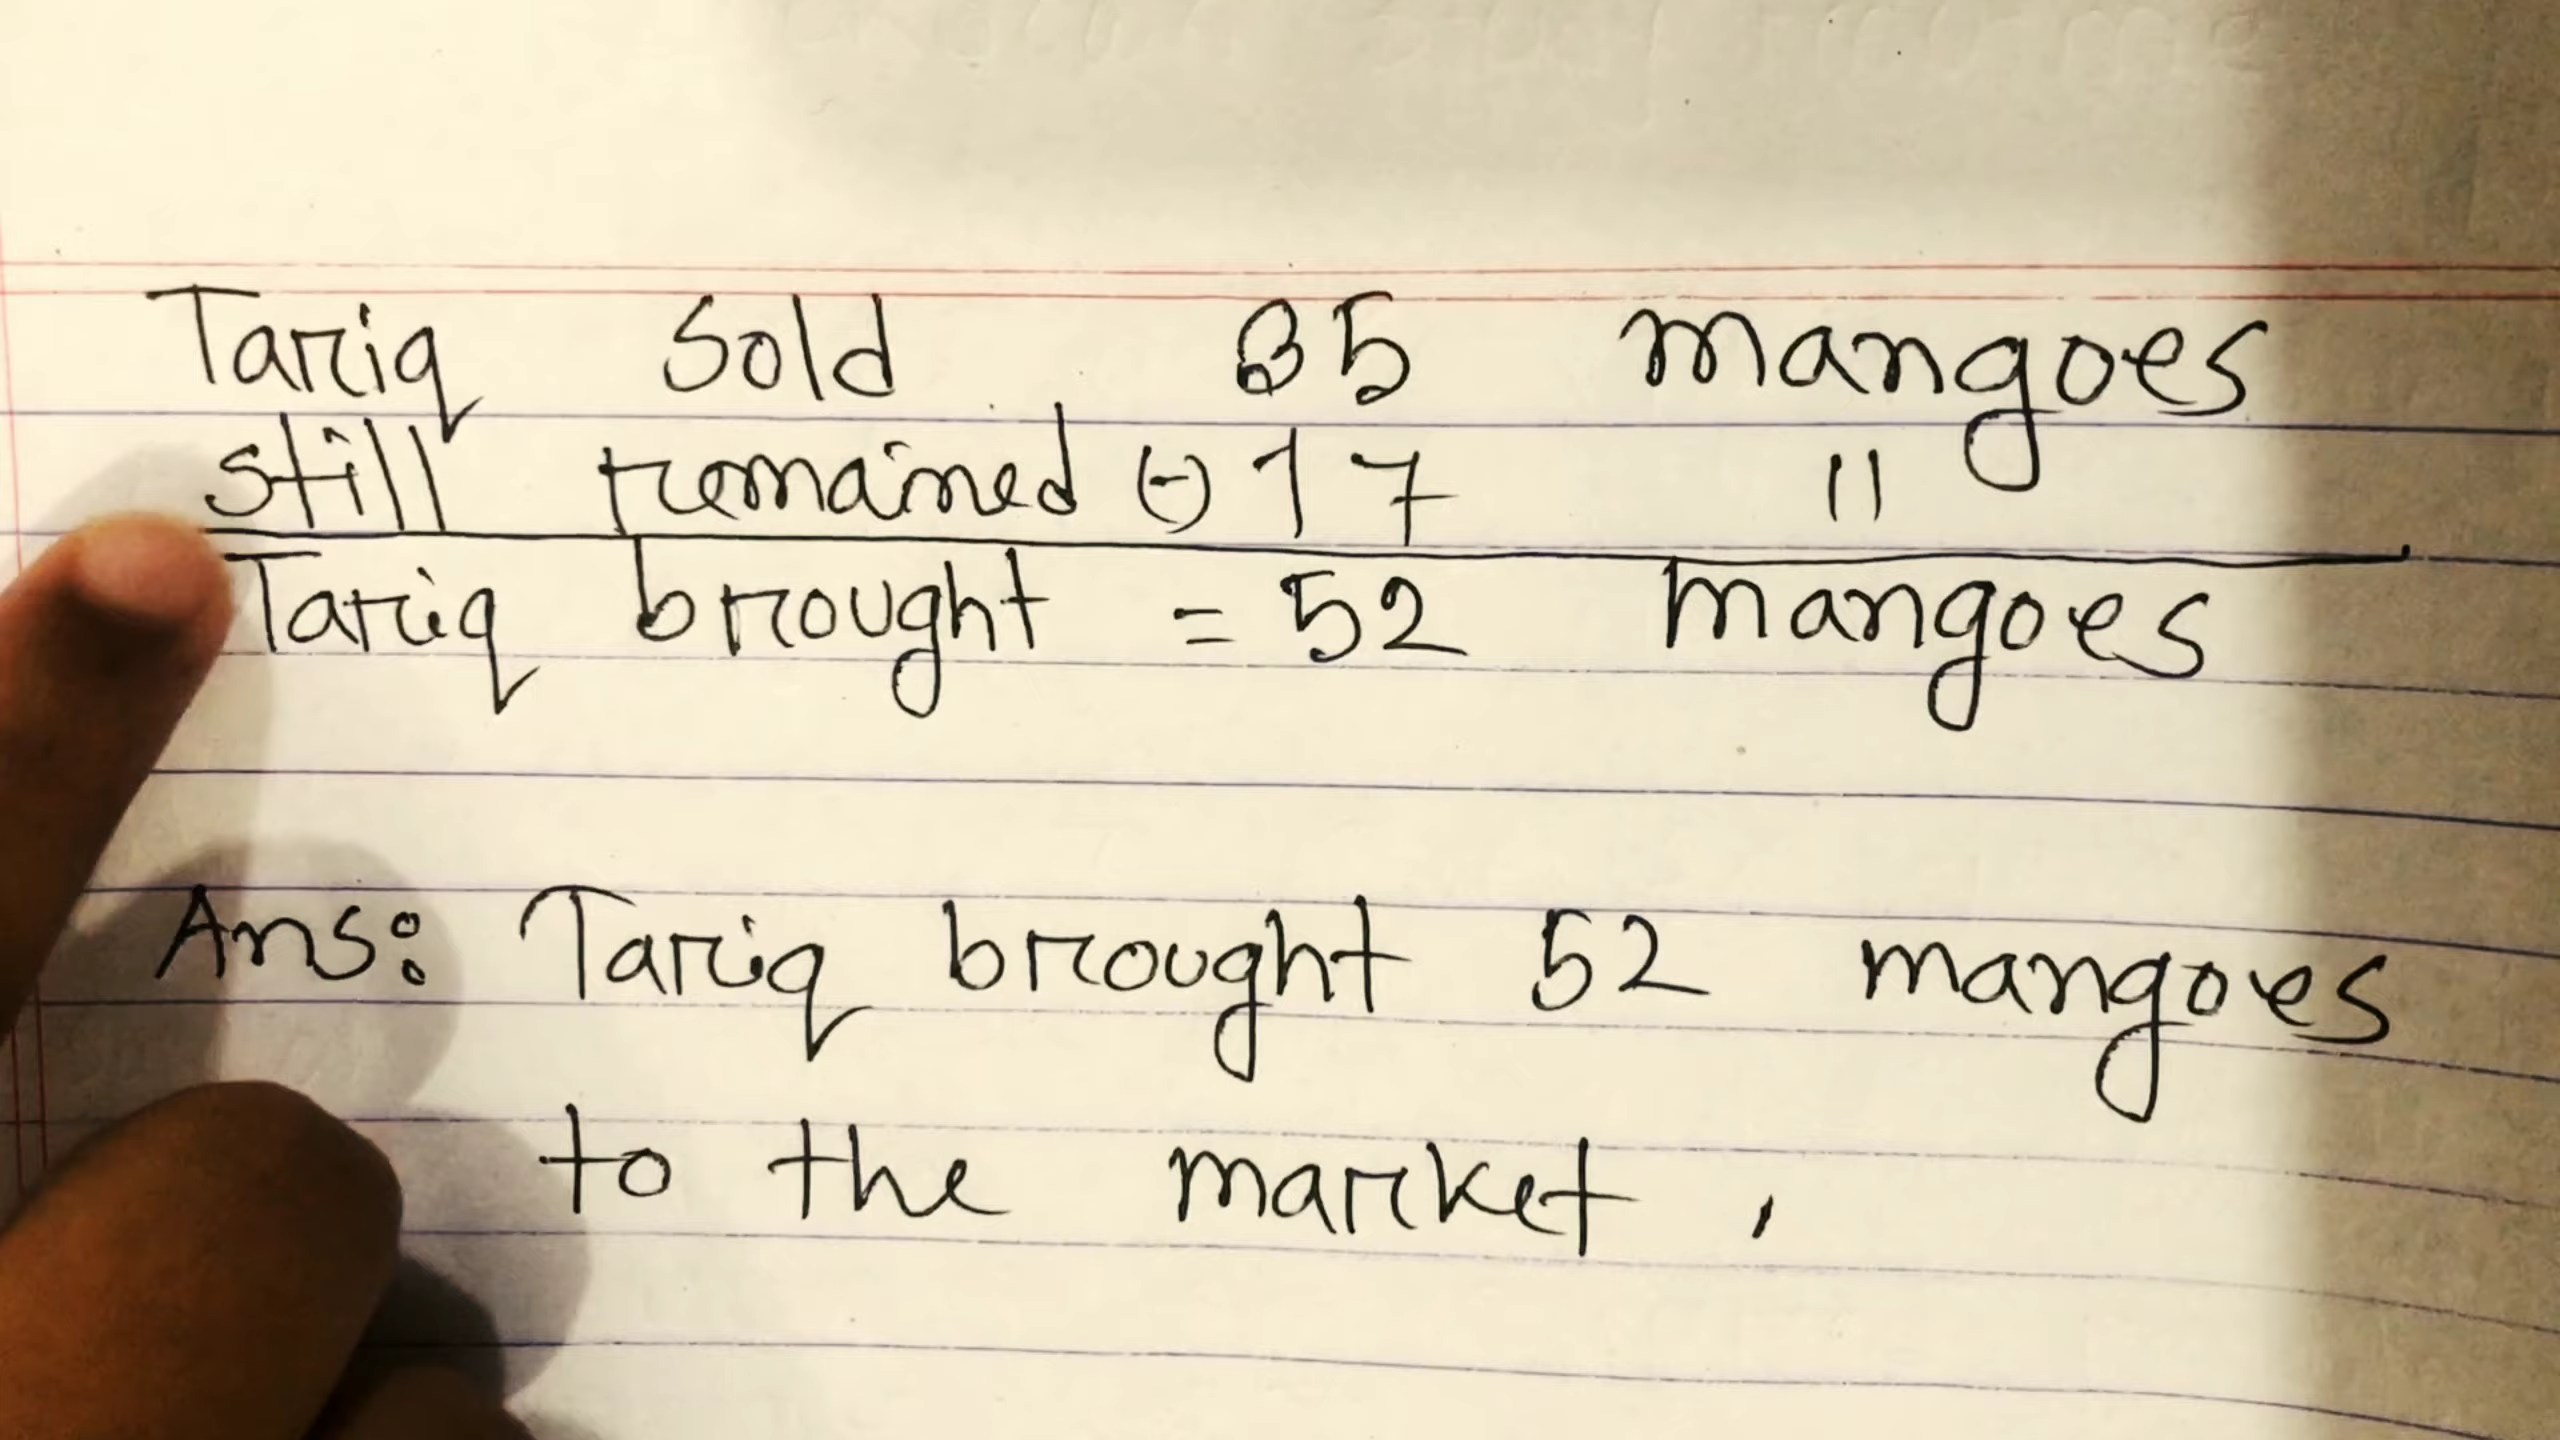 Tariq sold 35 mangoes
still remained (-) 17 "
Tariq brought = 52 mangoes
Ans: Tariq brought 52 mangoes
to the market.